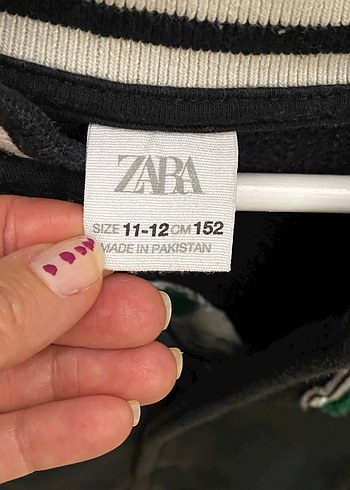 ZARA
SIZE 11-12 CM 152
MADE IN PAKISTAN